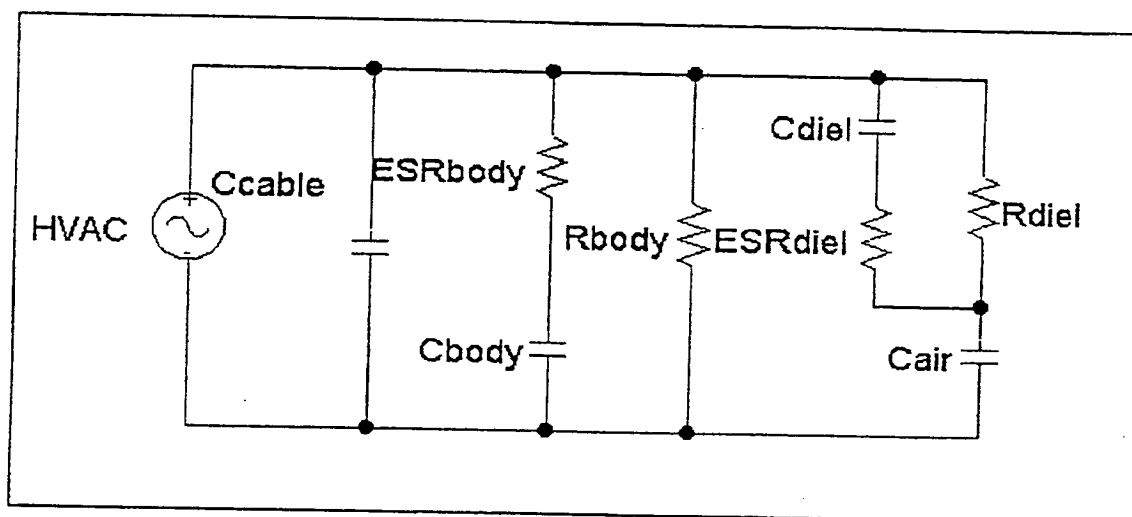 HVAC
Ccable
ESRbody
Cbody
Rbody
Cdiel
ESRdiel
Rdiel
Cair